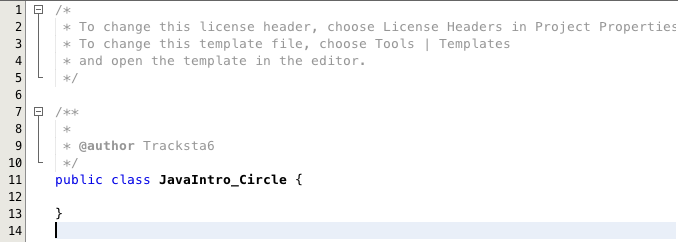 1 /*
2 * To change this license header, choose License Headers in Project Properties
3 * To change this template file, choose Tools | Templates
4 * and open the template in the editor.
5 */
6
7 /**
8 *
9 * @author Tracksta6
10 */
11 public class JavaIntro_Circle {
12
13 }
14